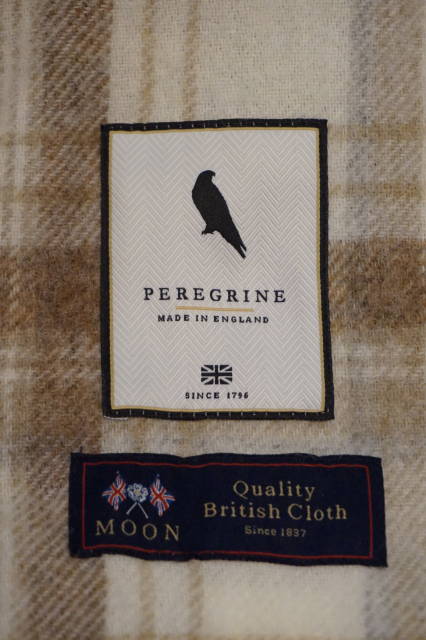 PEREGRINE
MADE IN ENGLAND
SINCE 1796
MOON
Quality
British Cloth
Since 1837